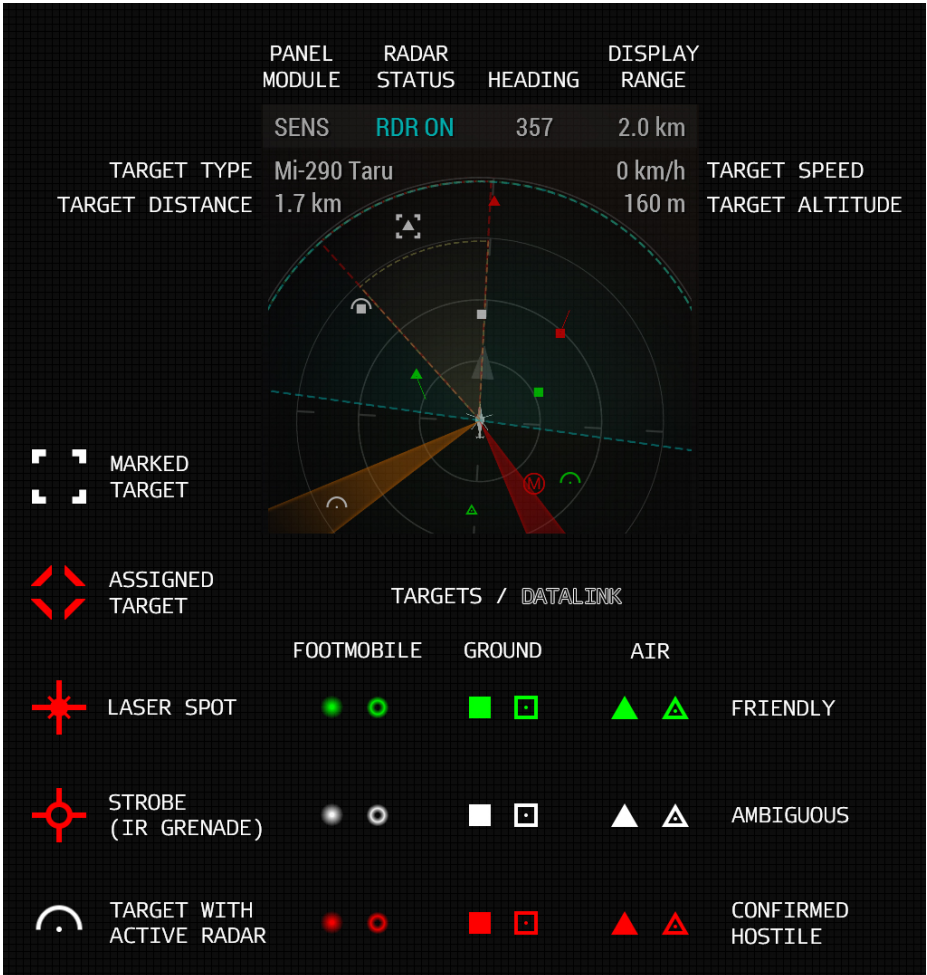 PANEL MODULE
RADAR STATUS
HEADING
DISPLAY RANGE
SENS RDR ON 357 2.0 km
TARGET TYPE Mi-290 Taru 0 km/h TARGET SPEED
TARGET DISTANCE 1.7 km 160 m TARGET ALTITUDE
M
MARKED
TARGET
ASSIGNED
TARGET
TARGETS / DATALINK
FOOTMOBILE GROUND AIR
LASER SPOT FRIENDLY
STROBE
(IR GRENADE)
AMBIGUOUS
TARGET WITH
ACTIVE RADAR
CONFIRMED
HOSTILE